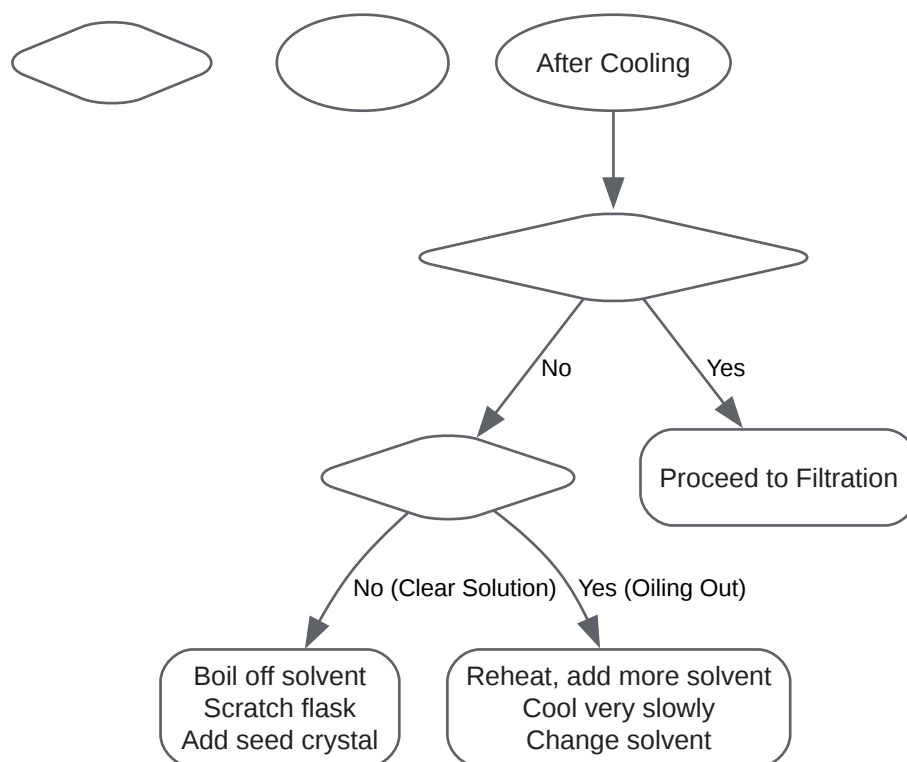 After Cooling
No
Yes
Proceed to Filtration
No (Clear Solution)
Yes (Oiling Out)
Boil off solvent
Scratch flask
Add seed crystal
Reheat, add more solvent
Cool very slowly
Change solvent